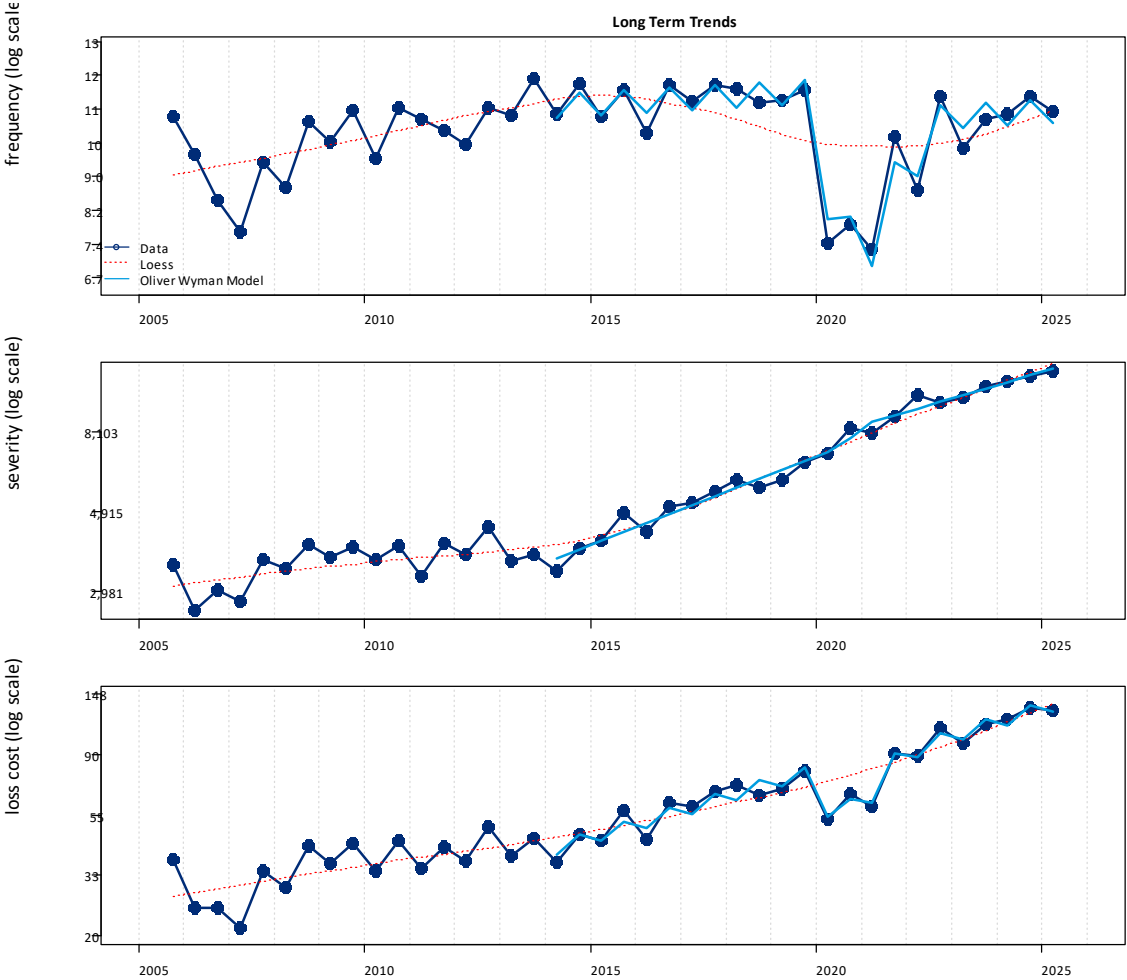 Long Term Trends
frequency (log scale
13
12
11
10
9.0
8.2
7.4
6.7
Data
Loess
Oliver Wyman Model
2005 2010 2015 2020 2025
severity (log scale)
8,103
4,915
2,981
2005 2010 2015 2020 2025
loss cost (log scale)
148
90
55
33
20
2005 2010 2015 2020 2025